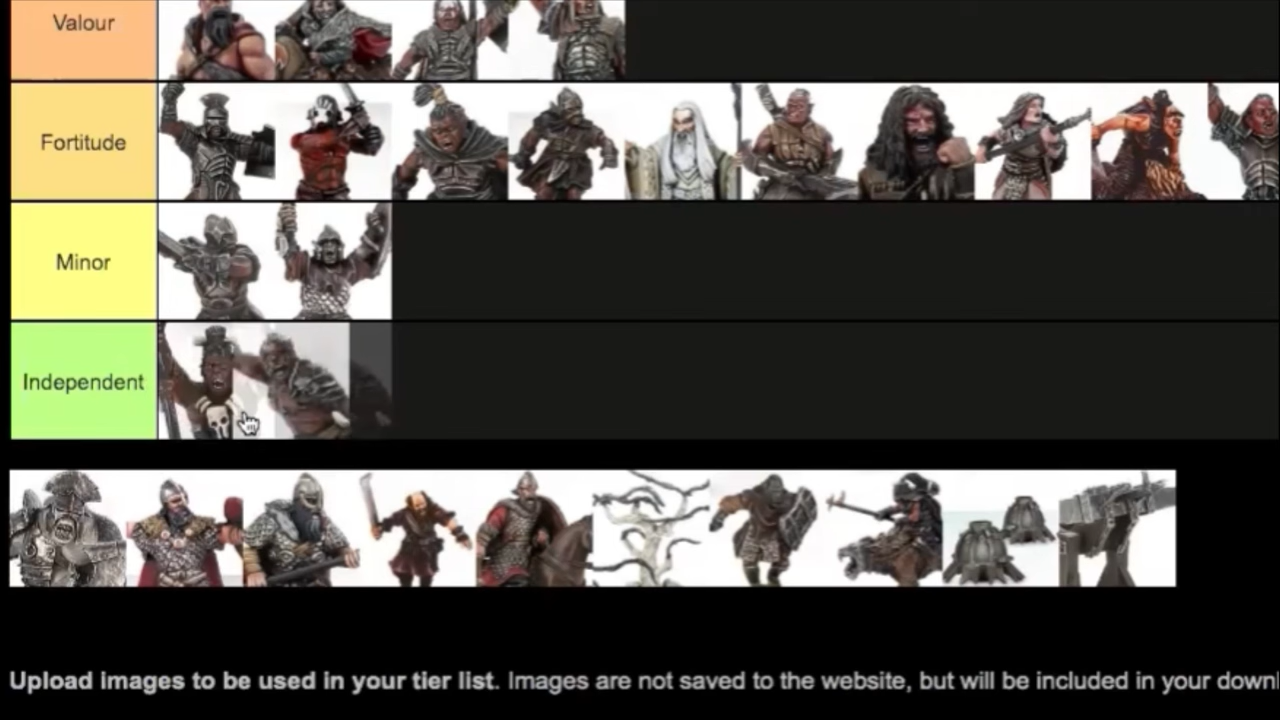 Valour
Fortitude
Minor
Independent
Upload images to be used in your tier list. Images are not saved to the website, but will be included in your down